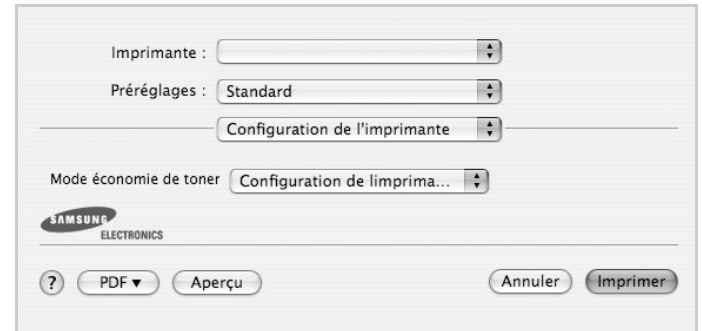 Imprimante :
Préréglages : Standard
Configuration de l'imprimante
Mode économie de toner Configuration de limprima...
SAMSUNG
ELECTRONICS
? PDF ▼ Aperçu Annuler Imprimer